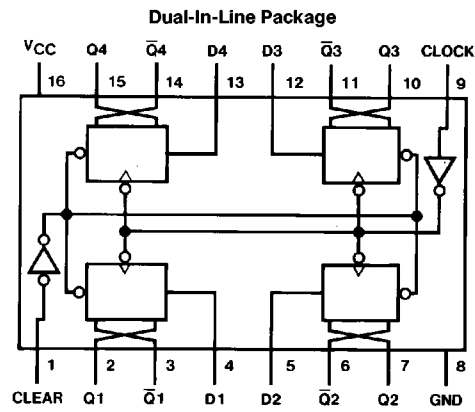 Dual-In-Line Package
VCC Q4 Q̅4 D4 D3 Q̅3 Q3 CLOCK
16 15 14 13 12 11 10 9
1 2 3 4 5 6 7 8
CLEAR Q1 Q̅1 D1 D2 Q̅2 Q2 GND